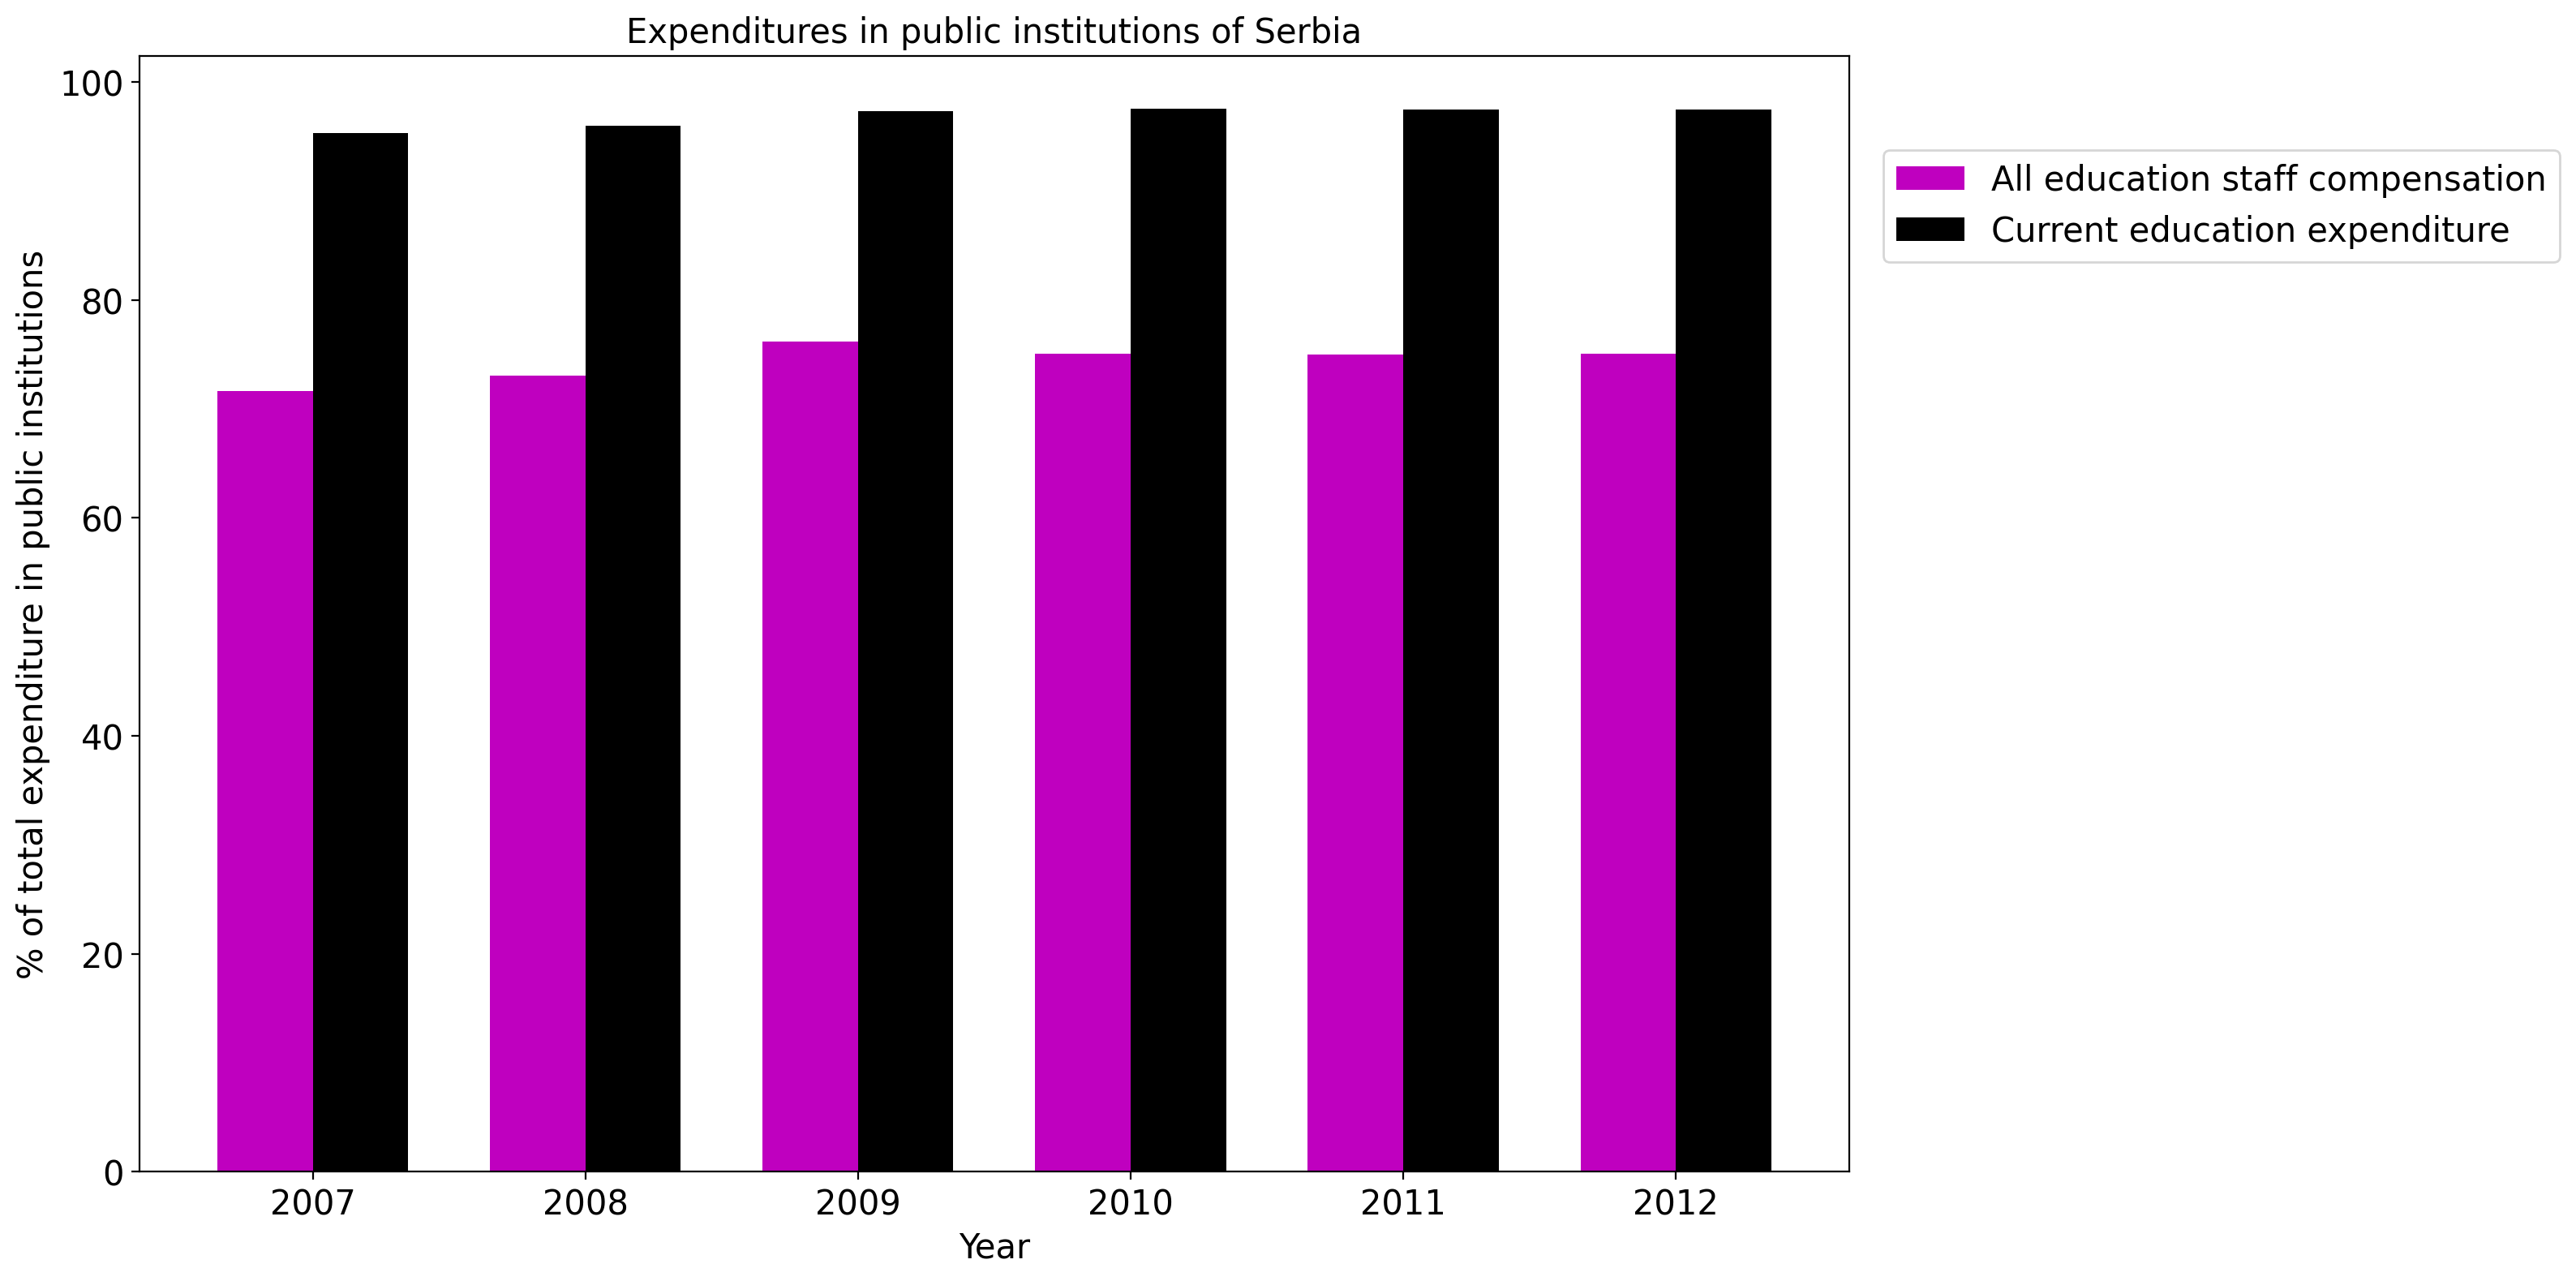 Expenditures in public institutions of Serbia
% of total expenditure in public institutions
100
80
60
40
20
0
2007 2008 2009 2010 2011 2012
Year
All education staff compensation
Current education expenditure